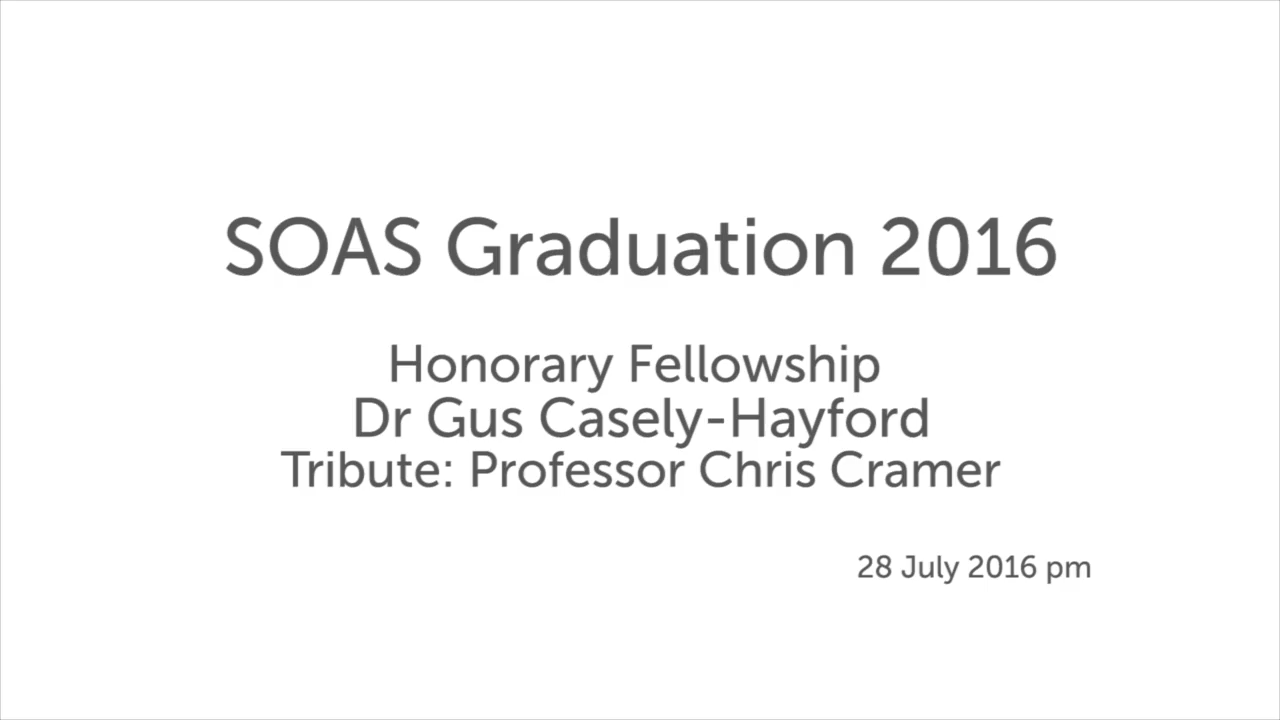 SOAS Graduation 2016
Honorary Fellowship
Dr Gus Casely-Hayford
Tribute: Professor Chris Cramer
28 July 2016 pm